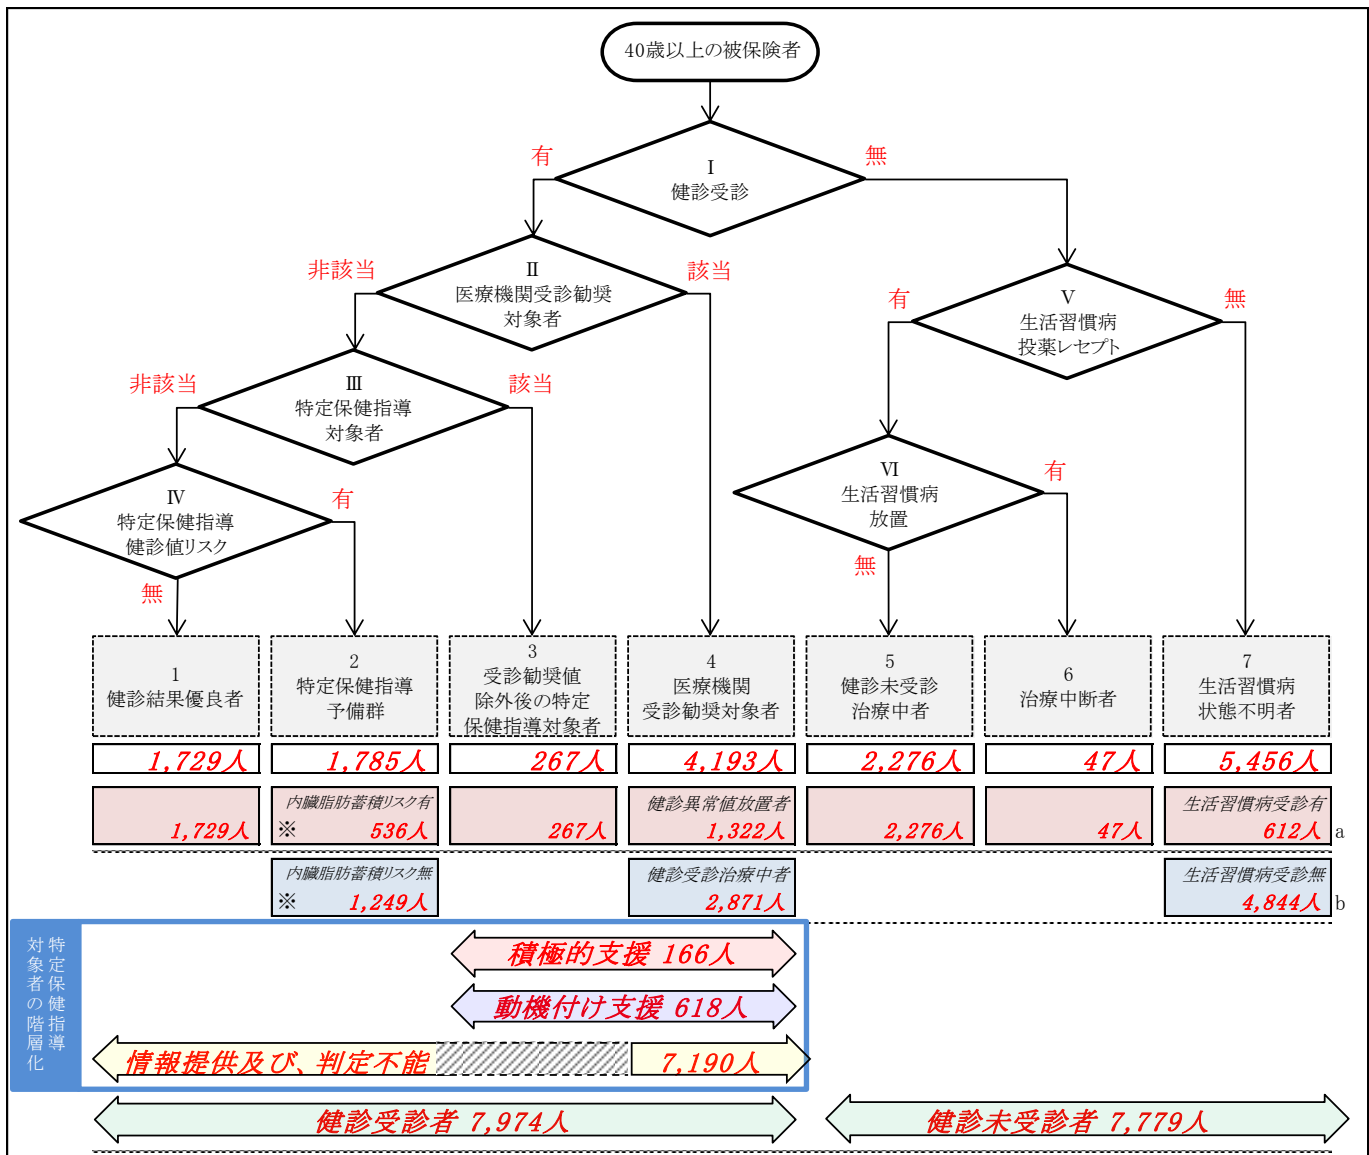 40歳以上の被保険者
有
無
Ⅰ
健診受診
非該当
該当
Ⅱ
医療機関受診勧奨
対象者
有
無
Ⅴ
生活習慣病
投薬レセプト
非該当
該当
Ⅲ
特定保健指導
対象者
Ⅵ
生活習慣病
放置
有
無
Ⅳ
特定保健指導
健診値リスク
有
無
1
健診結果優良者
2
特定保健指導
予備群
3
受診勧奨値
除外後の特定
保健指導対象者
4
医療機関
受診勧奨対象者
5
健診未受診
治療中者
6
治療中断者
7
生活習慣病
状態不明者
1,729人
1,785人
267人
4,193人
2,276人
47人
5,456人
1,729人
内臓脂肪蓄積リスク有
※ 536人
267人
健診異常値放置者
1,322人
2,276人
47人
生活習慣病受診有
612人
a
内臓脂肪蓄積リスク無
※ 1,249人
健診受診治療中者
2,871人
生活習慣病受診無
4,844人
b
特定保健指導
対象者の階層化
積極的支援 166人
動機付け支援 618人
情報提供及び、判定不能
7,190人
健診受診者 7,974人
健診未受診者 7,779人